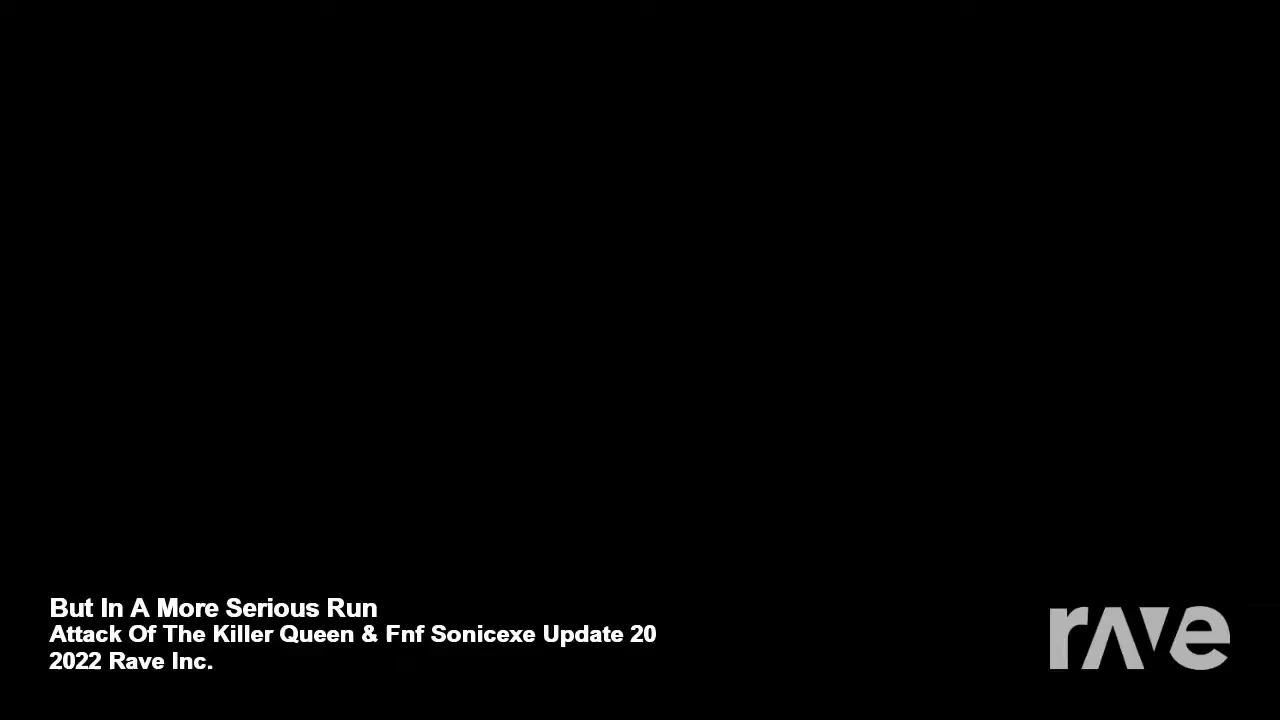 But In A More Serious Run
Attack Of The Killer Queen & Fnf Sonicexe Update 20
2022 Rave Inc.
rave